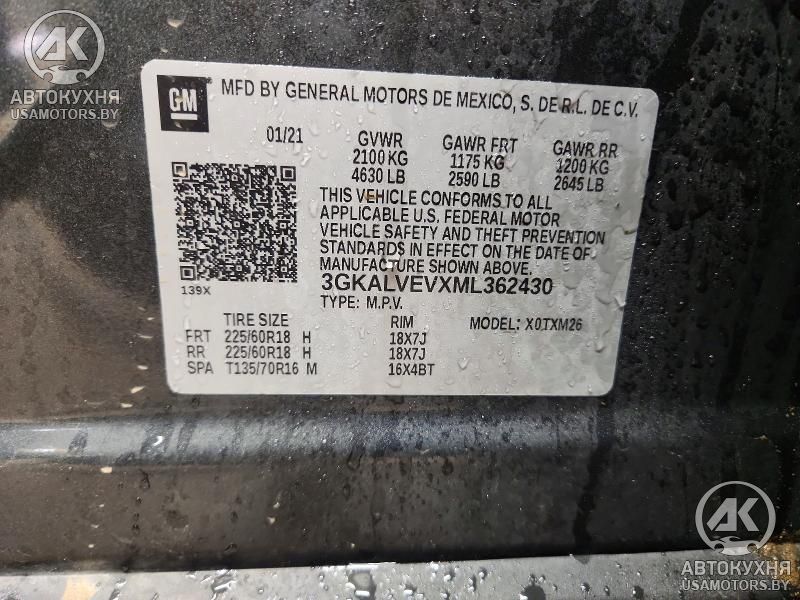 AK
АВТОКУХНЯ
USAMOTORS.BY
GM
MFD BY GENERAL MOTORS DE MEXICO, S. DE R.L. DE C.V.
01/21 GVWR GAWR FRT GAWR RR
2100 KG 1175 KG 1200 KG
4630 LB 2590 LB 2645 LB
THIS VEHICLE CONFORMS TO ALL
APPLICABLE U.S. FEDERAL MOTOR
VEHICLE SAFETY AND THEFT PREVENTION
STANDARDS IN EFFECT ON THE DATE OF
MANUFACTURE SHOWN ABOVE.
139X
3GKALVEVXML362430
TYPE: M.P.V.
TIRE SIZE RIM MODEL: X0TXM26
FRT 225/60R18 H 18X7J
RR 225/60R18 H 18X7J
SPA T135/70R16 M 16X4BT
AK
АВТОКУХНЯ
USAMOTORS.BY